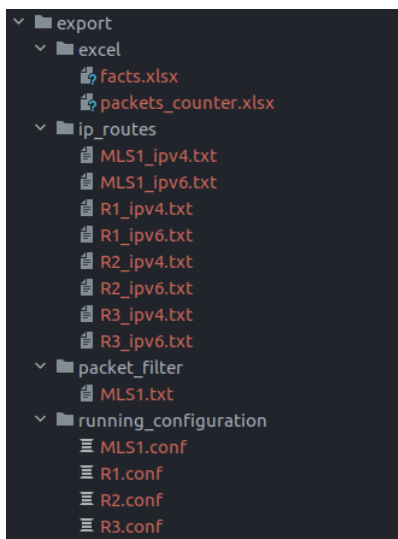 export
excel
facts.xlsx
packets_counter.xlsx
ip_routes
MLS1_ipv4.txt
MLS1_ipv6.txt
R1_ipv4.txt
R1_ipv6.txt
R2_ipv4.txt
R2_ipv6.txt
R3_ipv4.txt
R3_ipv6.txt
packet_filter
MLS1.txt
running_configuration
MLS1.conf
R1.conf
R2.conf
R3.conf